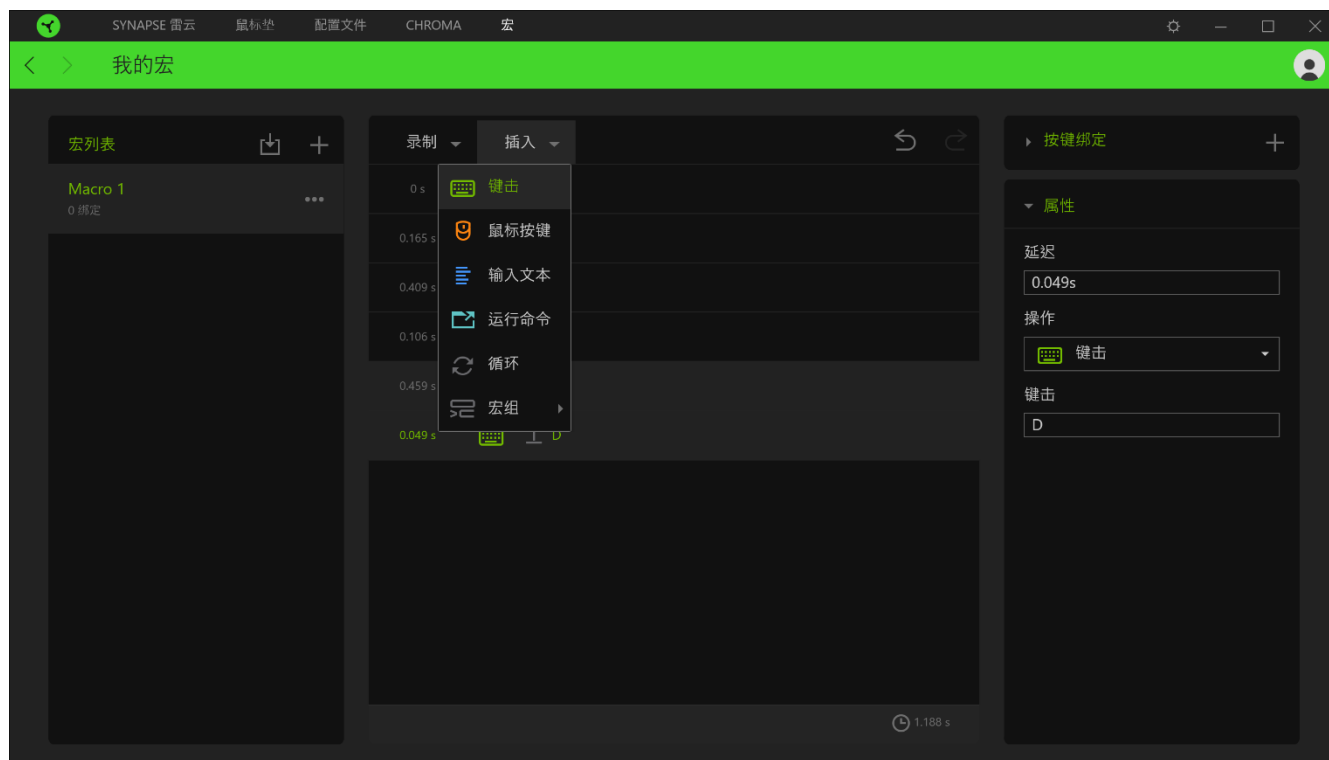 SYNAPSE 雷云 鼠标垫 配置文件 CHROMA 宏
我的宏
宏列表
Macro 1
0 绑定
录制 插入
0 s
0.165 s
0.409 s
0.106 s
0.459 s
0.049 s D
键击
鼠标按键
输入文本
运行命令
循环
宏组
1.188 s
按键绑定
属性
延迟
0.049s
操作
键击
键击
D